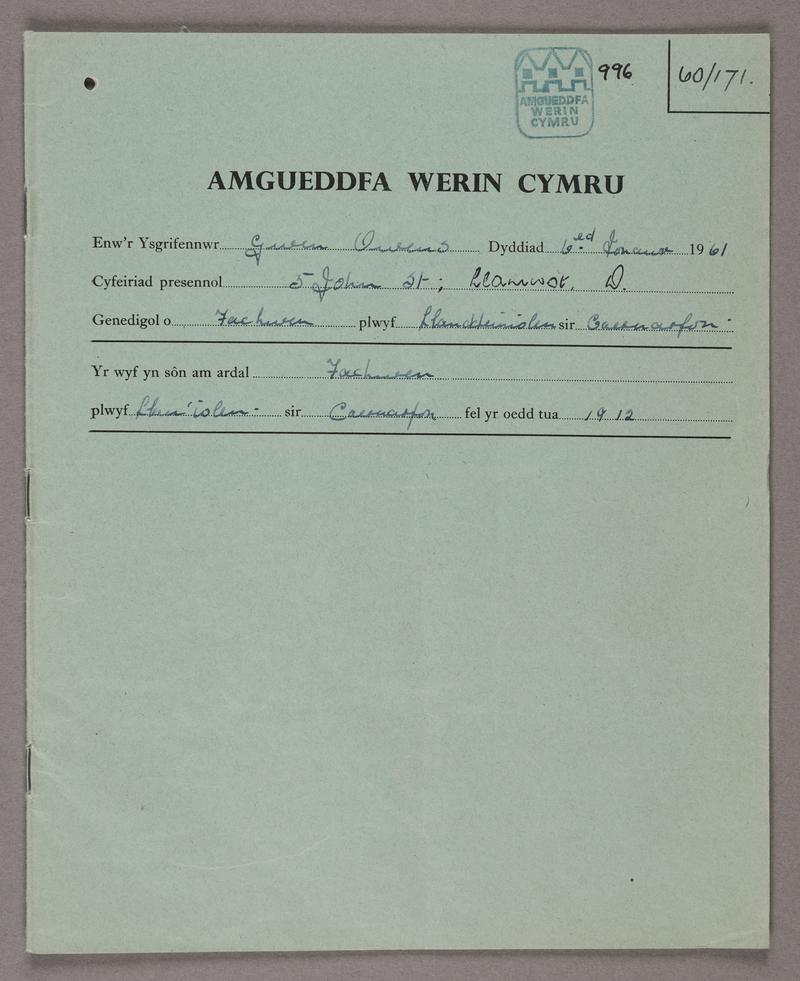 996
60/171.
AMGUEDDFA
WERIN
CYMRU
AMGUEDDFA WERIN CYMRU
Enw'r Ysgrifennwr Gwen Owens Dyddiad 6ed Ionawr 1961
Cyfeiriad presennol 5 John St; Llanrwst, D.
Genedigol o Fachwen plwyf Llanddeiniolen sir Caernarfon
Yr wyf yn sôn am ardal Fachwen
plwyf Llan'iolen sir Caernarfon fel yr oedd tua 1912